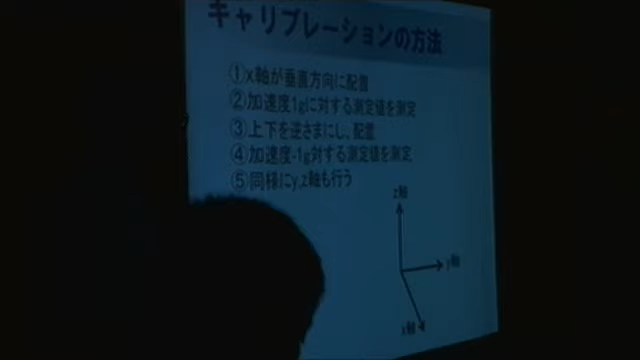 キャリブレーションの方法
①x軸が垂直方向に配置
②加速度1gに対する測定値を測定
③上下を逆さまにし、配置
④加速度-1g対する測定値を測定
⑤同様にy,z軸も行う
z軸
y軸
x軸